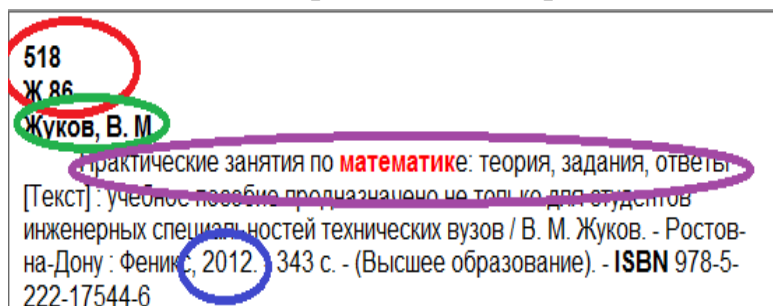 518
Ж 86
Жуков, В. М
Практические занятия по математике: теория, задания, ответы
[Текст] : учебное пособие предназначено не только для студентов
инженерных специальностей технических вузов / В. М. Жуков. - Ростов-
на-Дону : Феникс, 2012. - 343 с. - (Высшее образование). - ISBN 978-5-
222-17544-6